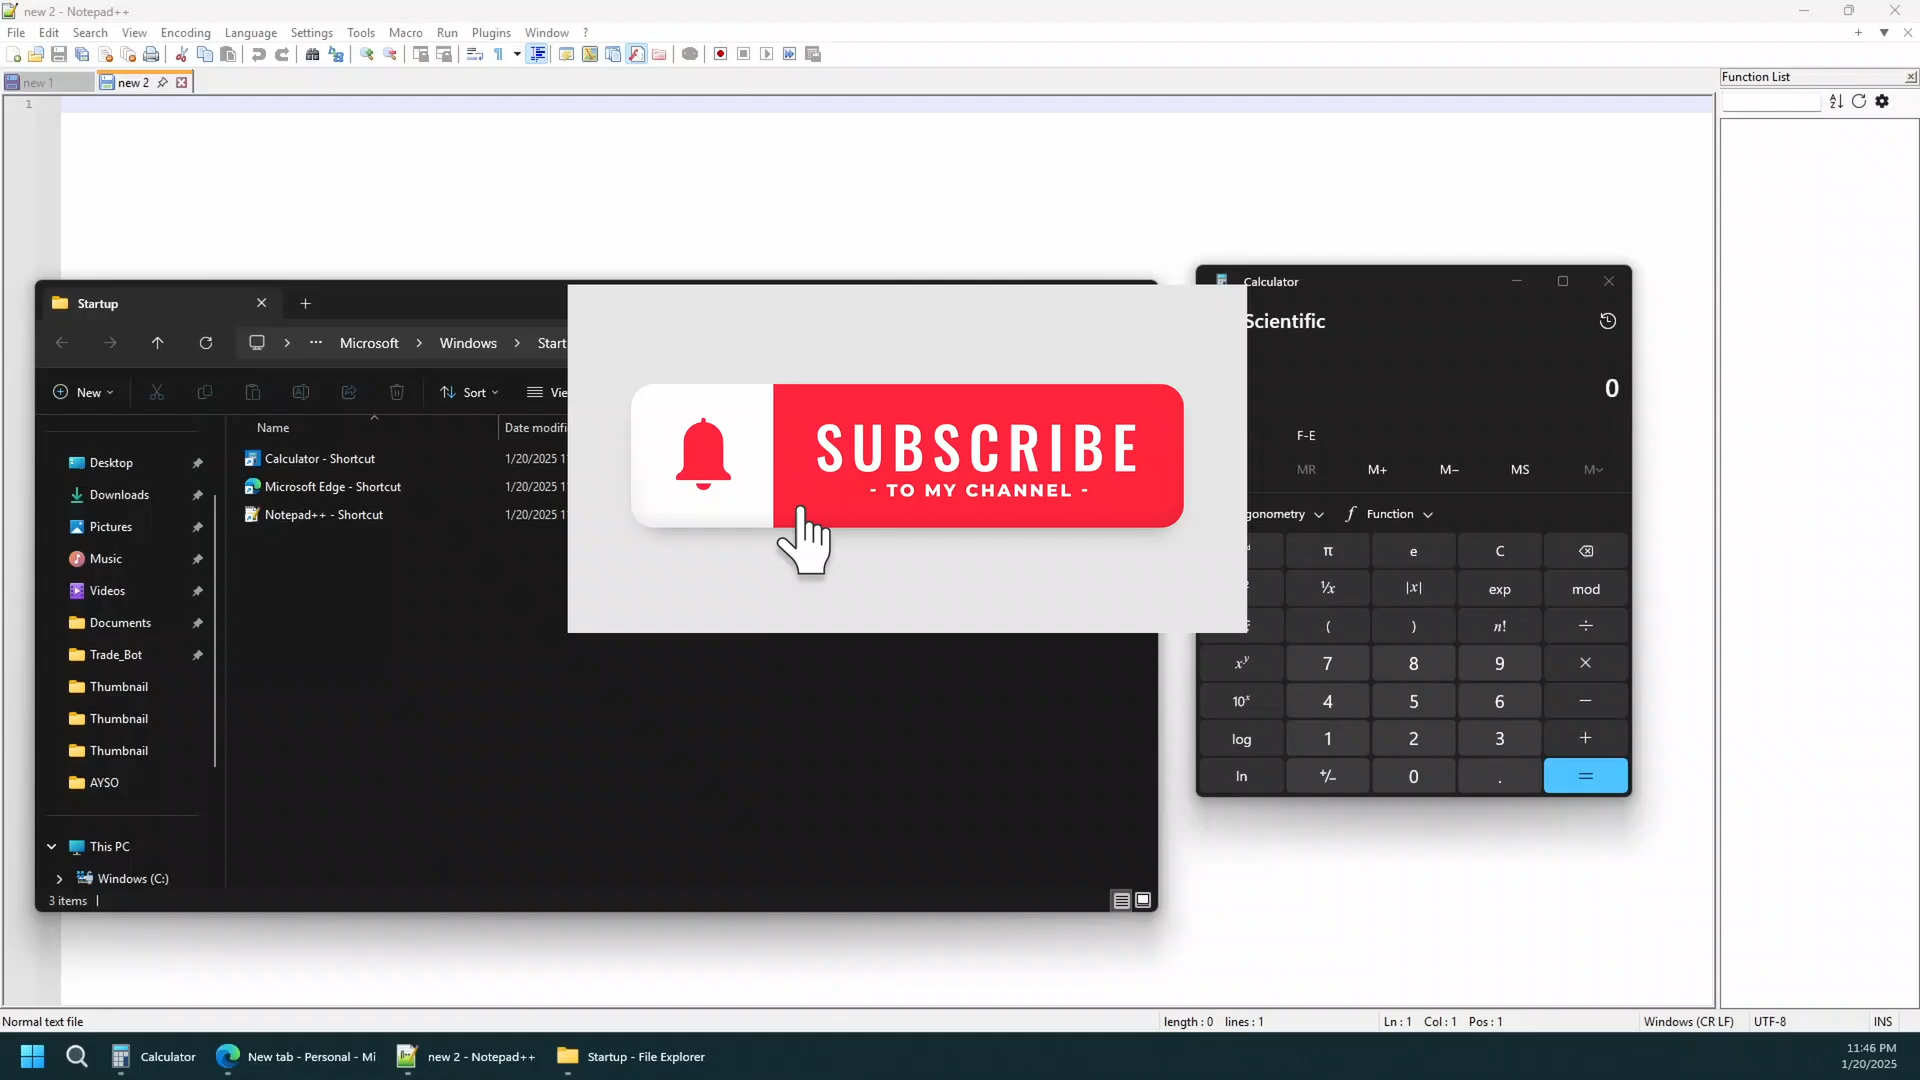 new 2 - Notepad++
File Edit Search View Encoding Language Settings Tools Macro Run Plugins Window ?
new 1
new 2
Function List
1
Startup
Microsoft > Windows > Start
New
Sort
Vie
Name
Date modifi
Calculator - Shortcut
1/20/2025 1
Microsoft Edge - Shortcut
1/20/2025 1
Notepad++ - Shortcut
1/20/2025 1
Desktop
Downloads
Pictures
Music
Videos
Documents
Trade_Bot
Thumbnail
Thumbnail
Thumbnail
AYSO
This PC
Windows (C:)
3 items
SUBSCRIBE
- TO MY CHANNEL -
Calculator
Scientific
0
F-E
MR M+ M− MS M
gonometry
f Function
π e C
⅟x |x| exp mod
( ) n! ÷
xʸ 7 8 9 ×
10ˣ 4 5 6 −
log 1 2 3 +
ln +/− 0 . =
Normal text file
length : 0 lines : 1
Ln : 1 Col : 1 Pos : 1
Windows (CR LF)
UTF-8
INS
Calculator
New tab - Personal - Mi
new 2 - Notepad++
Startup - File Explorer
11:46 PM
1/20/2025